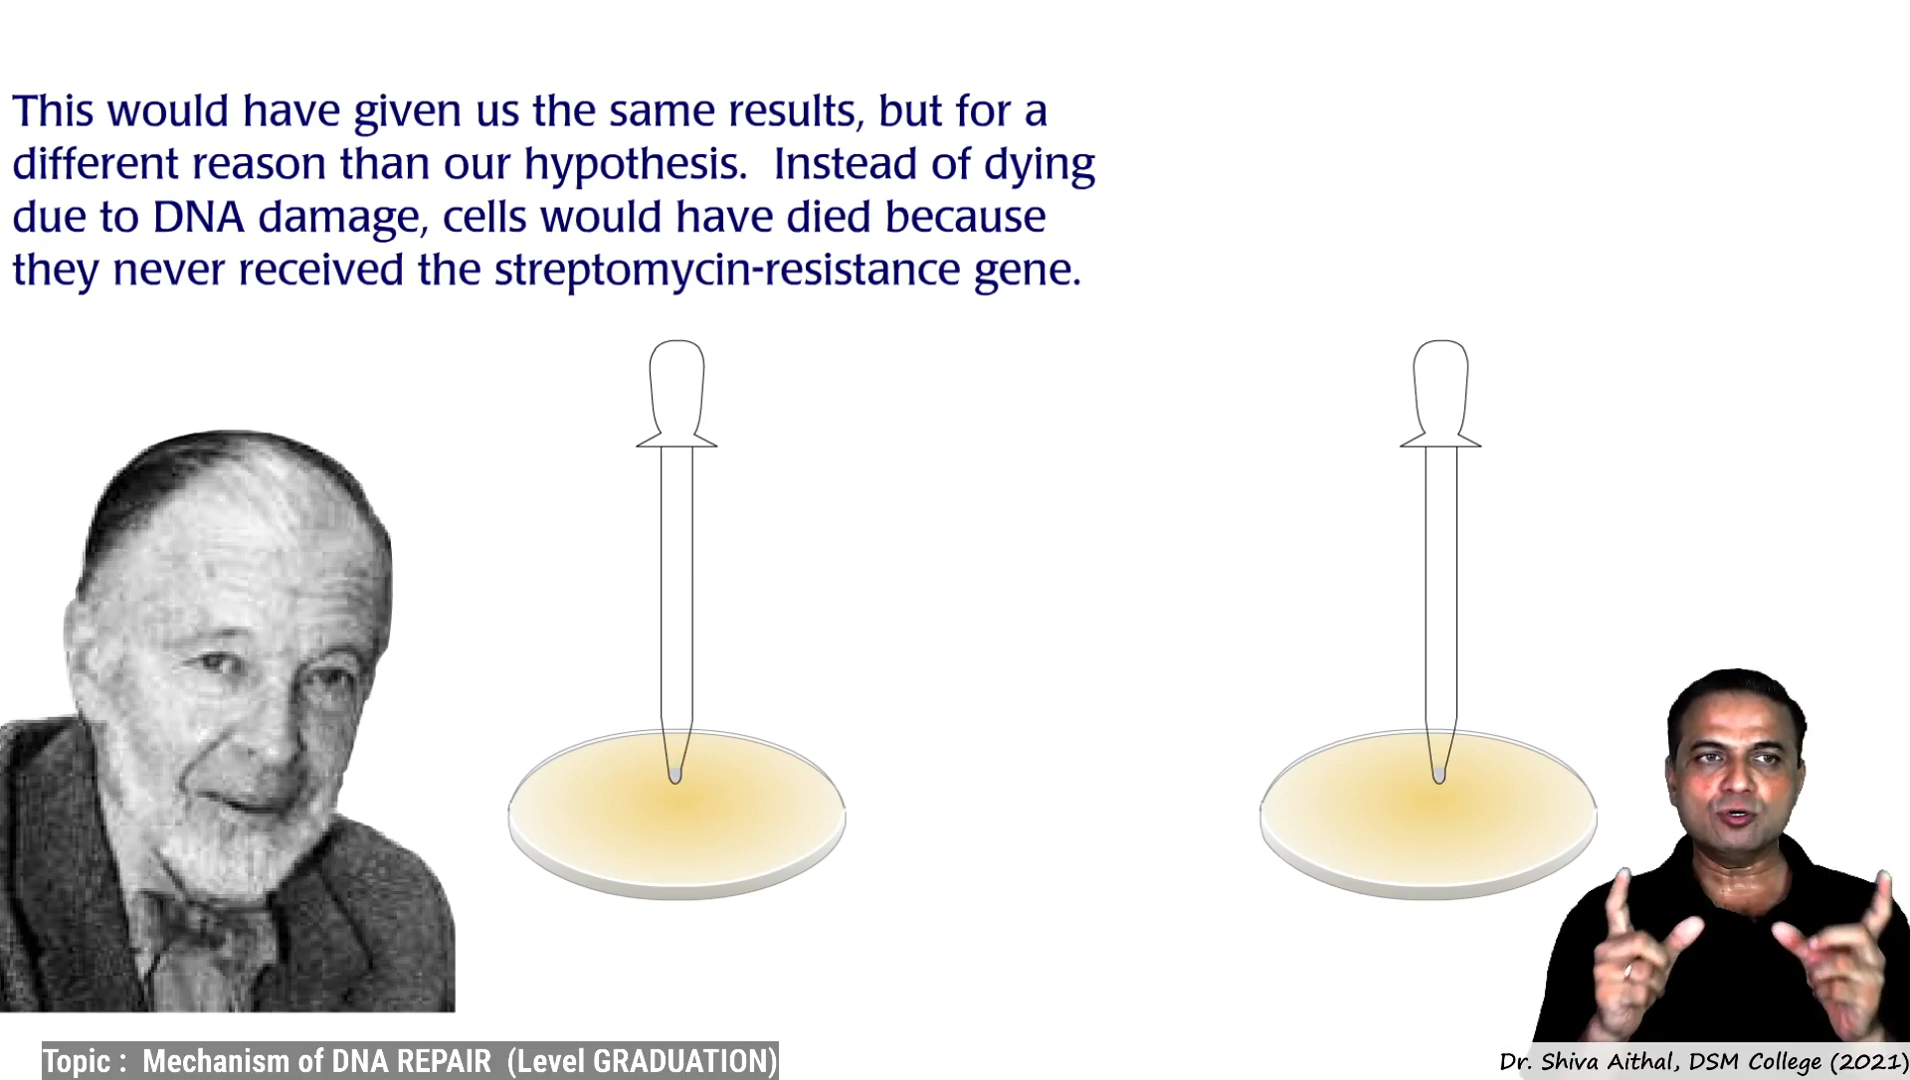 This would have given us the same results, but for a
different reason than our hypothesis.  Instead of dying
due to DNA damage, cells would have died because
they never received the streptomycin-resistance gene.
Topic :  Mechanism of DNA REPAIR  (Level GRADUATION)
Dr. Shiva Aithal, DSM College (2021)